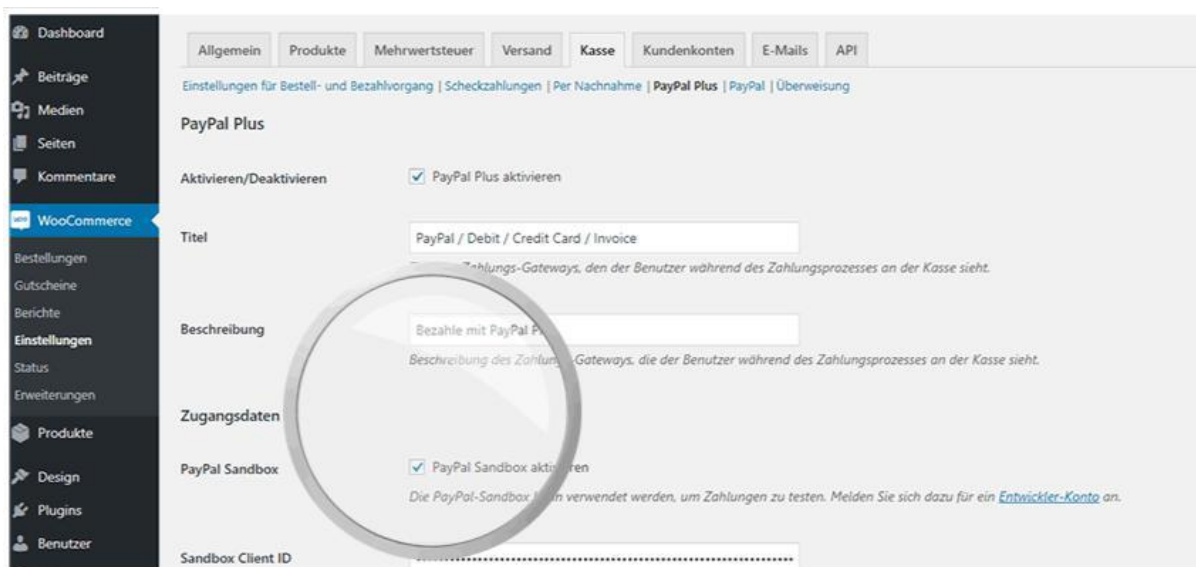 Dashboard
Beiträge
Medien
Seiten
Kommentare
WooCommerce
Bestellungen
Gutscheine
Berichte
Einstellungen
Status
Erweiterungen
Produkte
Design
Plugins
Benutzer
Allgemein Produkte Mehrwertsteuer Versand Kasse Kundenkonten E-Mails API
Einstellungen für Bestell- und Bezahlvorgang | Scheckzahlungen | Per Nachnahme | PayPal Plus | PayPal | Überweisung
PayPal Plus
Aktivieren/Deaktivieren PayPal Plus aktivieren
Titel PayPal / Debit / Credit Card / Invoice
Zahlungs-Gateways, den der Benutzer während des Zahlungsprozesses an der Kasse sieht.
Beschreibung Bezahle mit PayPal
Beschreibung des Zahlungs-Gateways, die der Benutzer während des Zahlungsprozesses an der Kasse sieht.
Zugangsdaten
PayPal Sandbox PayPal Sandbox aktivieren
Die PayPal-Sandbox kann verwendet werden, um Zahlungen zu testen. Melden Sie sich dazu für ein Entwickler-Konto an.
Sandbox Client ID